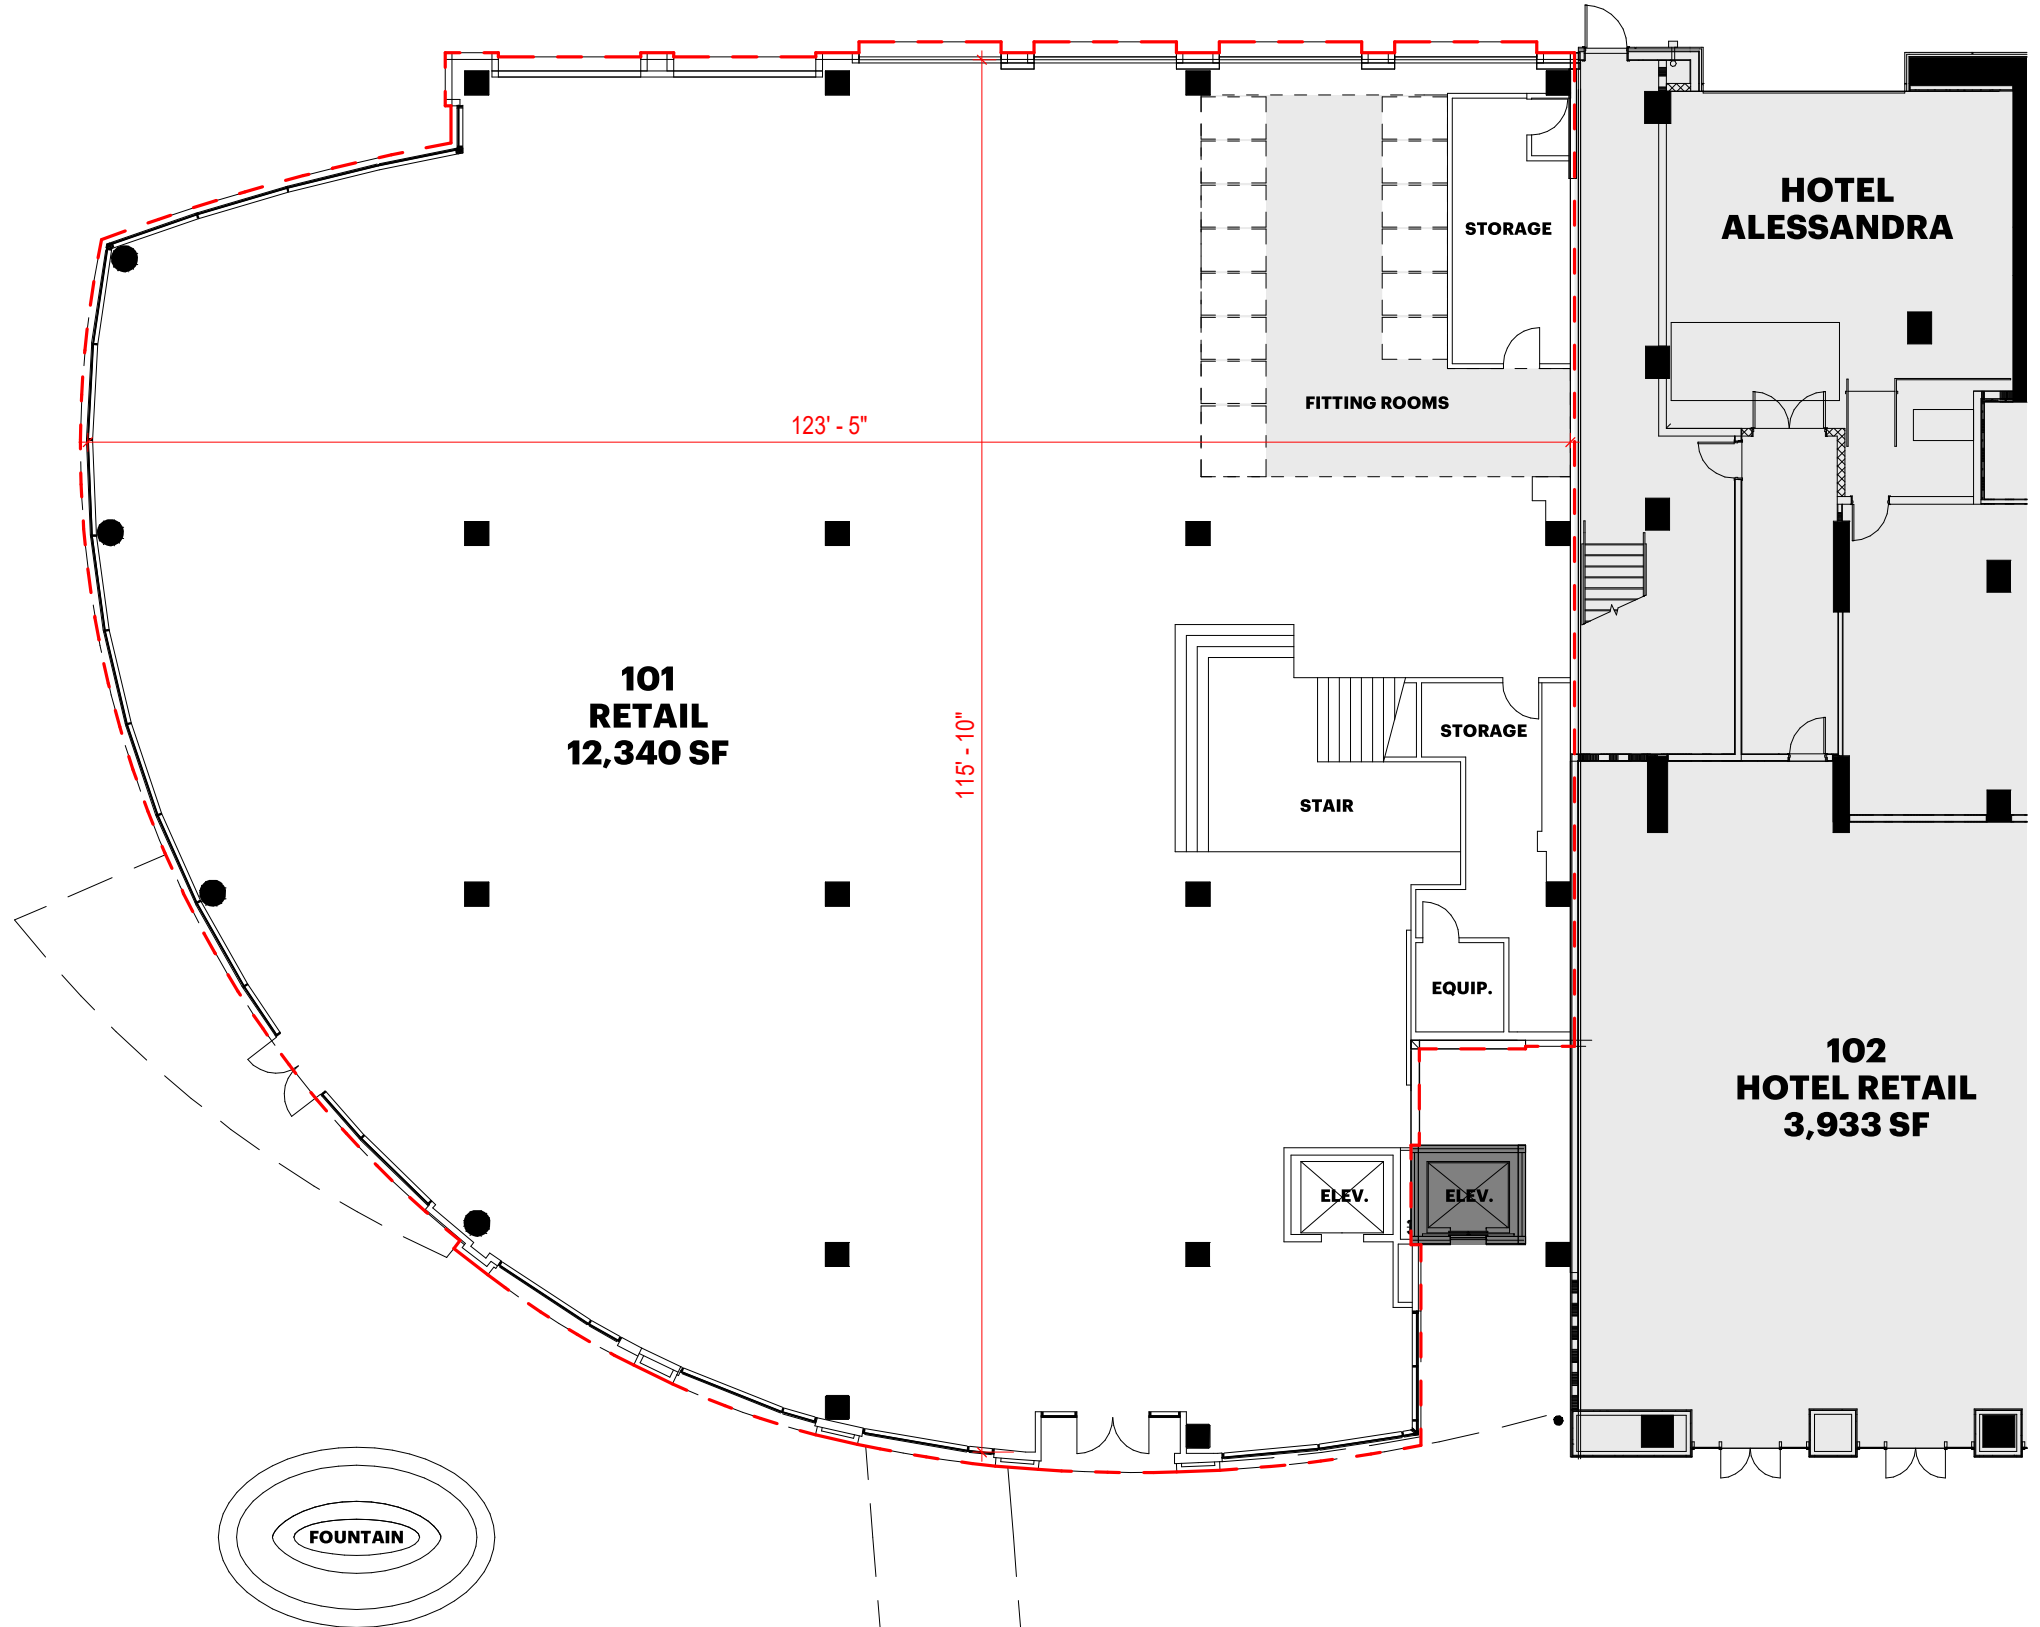 HOTEL
ALESSANDRA
STORAGE
FITTING ROOMS
123' - 5"
101
RETAIL
12,340 SF
115' - 10"
STORAGE
STAIR
EQUIP.
102
HOTEL RETAIL
3,933 SF
ELEV.
ELEV.
FOUNTAIN